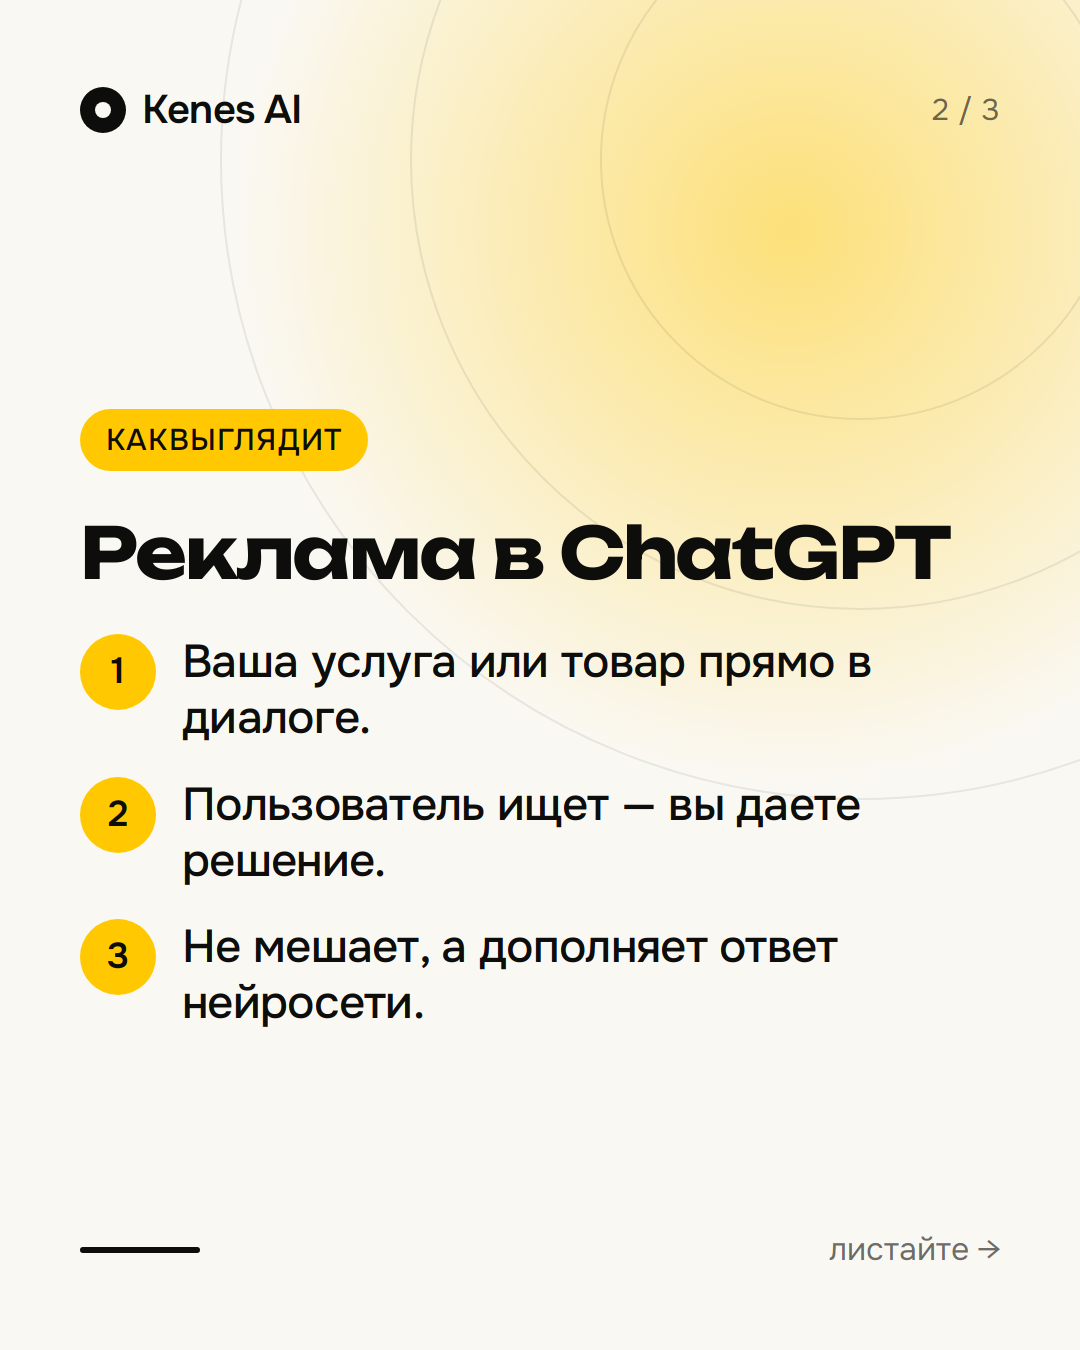 Kenes AI
2 / 3
КАКВЫГЛЯДИТ
Реклама в ChatGPT
1 Ваша услуга или товар прямо в
диалоге.
2 Пользователь ищет — вы даете
решение.
3 Не мешает, а дополняет ответ
нейросети.
листайте →